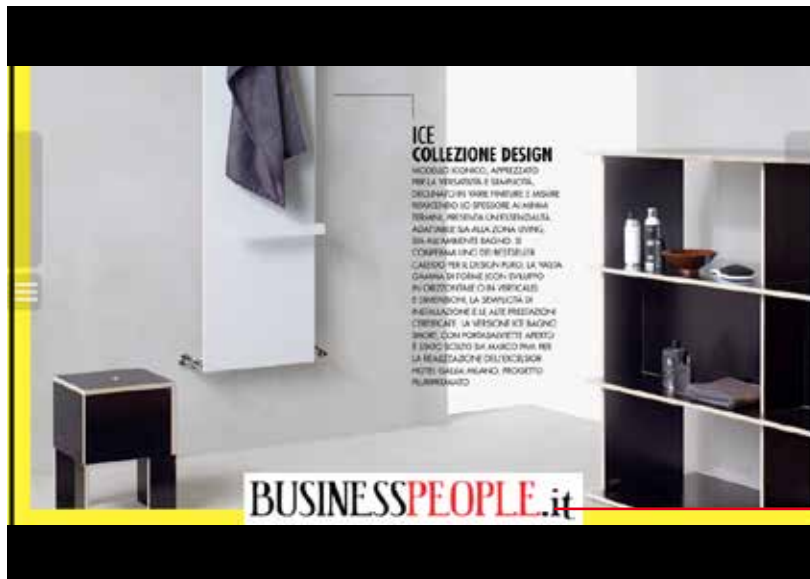 ICE
COLLEZIONE DESIGN
MODELLO ICONICO, APPREZZATO
PER LA VERSATILITÀ E SEMPLICITÀ,
DECLINATO IN VARIE FINITURE E MISURE
RIDUCENDO LO SPESSORE AI MINIMI
TERMINI, PRESENTA UN'ESSENZIALITÀ
ADATTABILE SIA ALLA ZONA LIVING,
SIA ALL'AMBIENTE BAGNO. SI
CONFERMA UNO DEI BESTSELLER
CALEIDO PER IL DESIGN PURO, LA VASTA
GAMMA DI FORME (CON SVILUPPO
IN ORIZZONTALE O IN VERTICALE)
E DIMENSIONI, LA SEMPLICITÀ DI
INSTALLAZIONE E LE ALTE PRESTAZIONI
CERTIFICATE. LA VERSIONE ICE BAGNO
SHORT, CON PORTASALVIETTE APERTO
È STATO SCELTO DA MARCO PIVA PER
LA REALIZZAZIONE DELL'EXCELSIOR
HOTEL GALLIA MILANO, PROGETTO
PLURIPREMIATO
BUSINESSPEOPLE.it